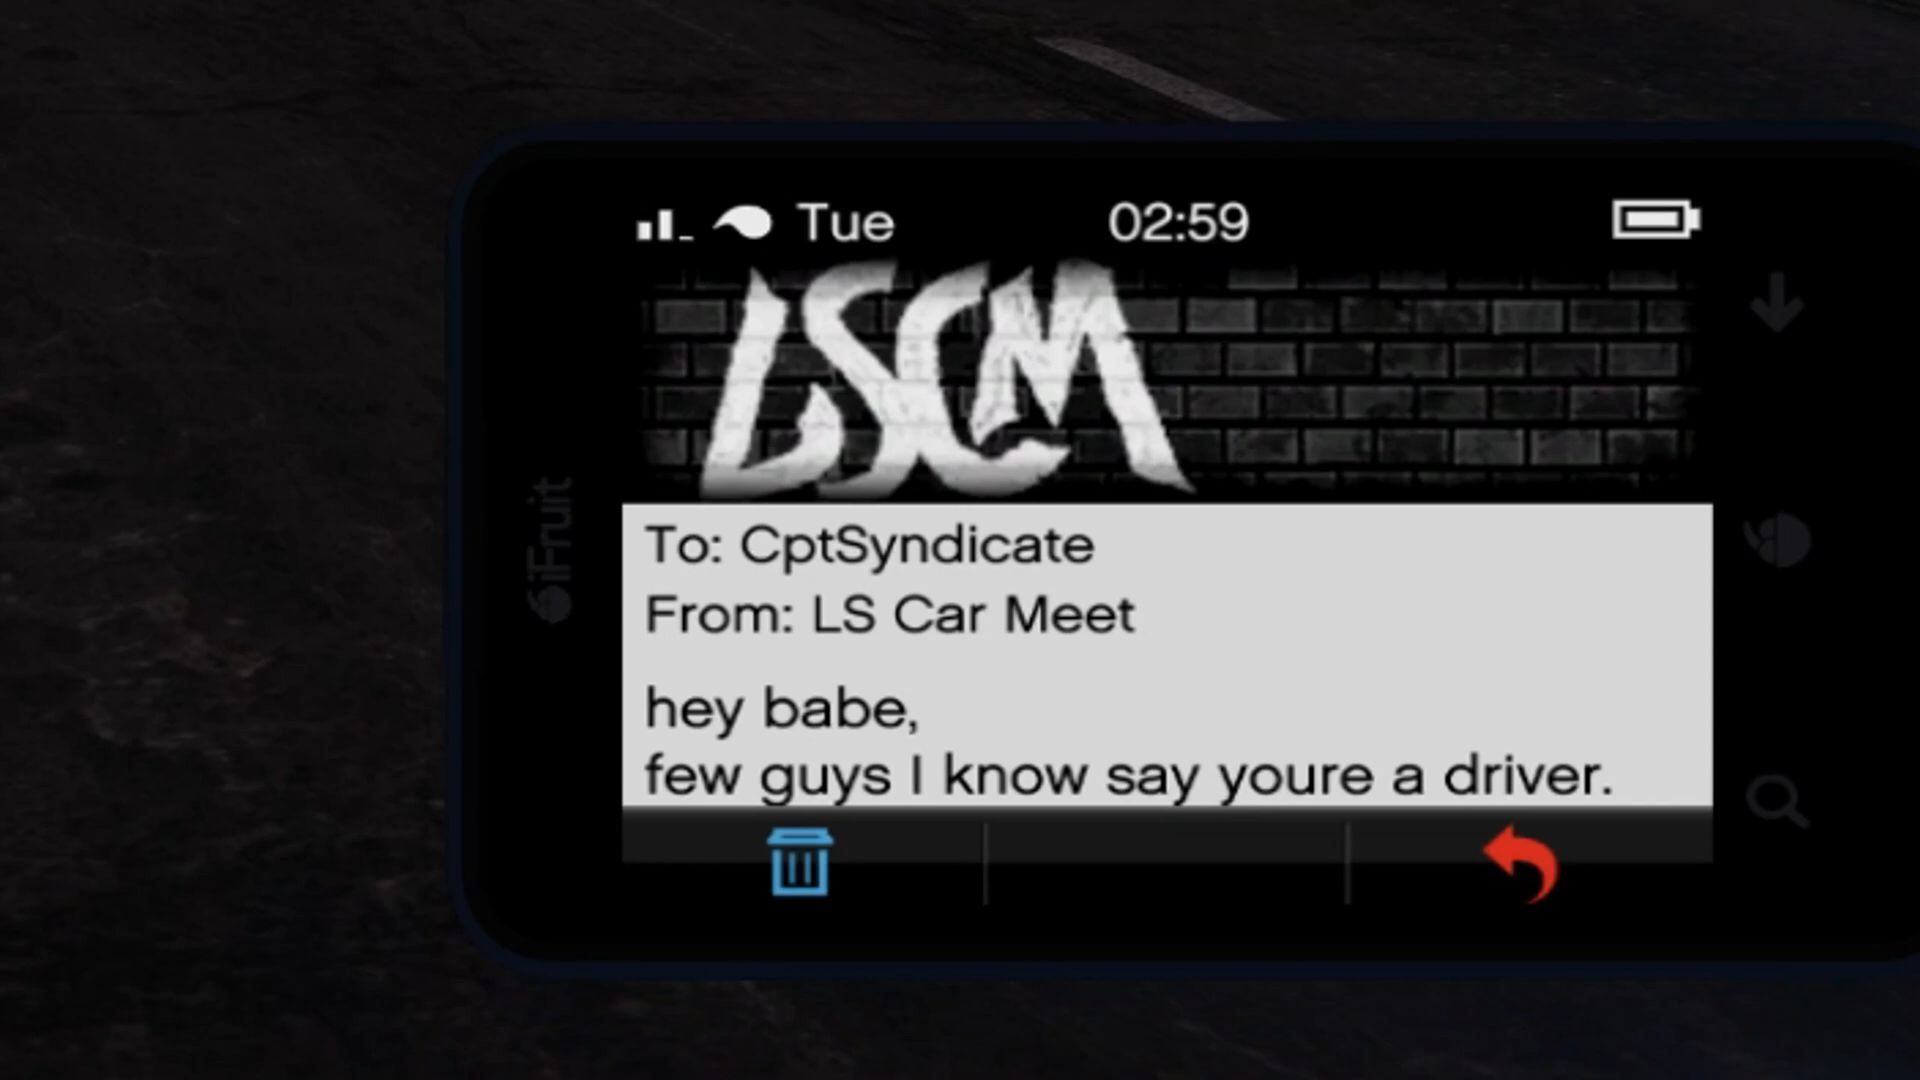 Tue 02:59
LSCM
To: CptSyndicate
From: LS Car Meet
hey babe,
few guys I know say youre a driver.
iFruit